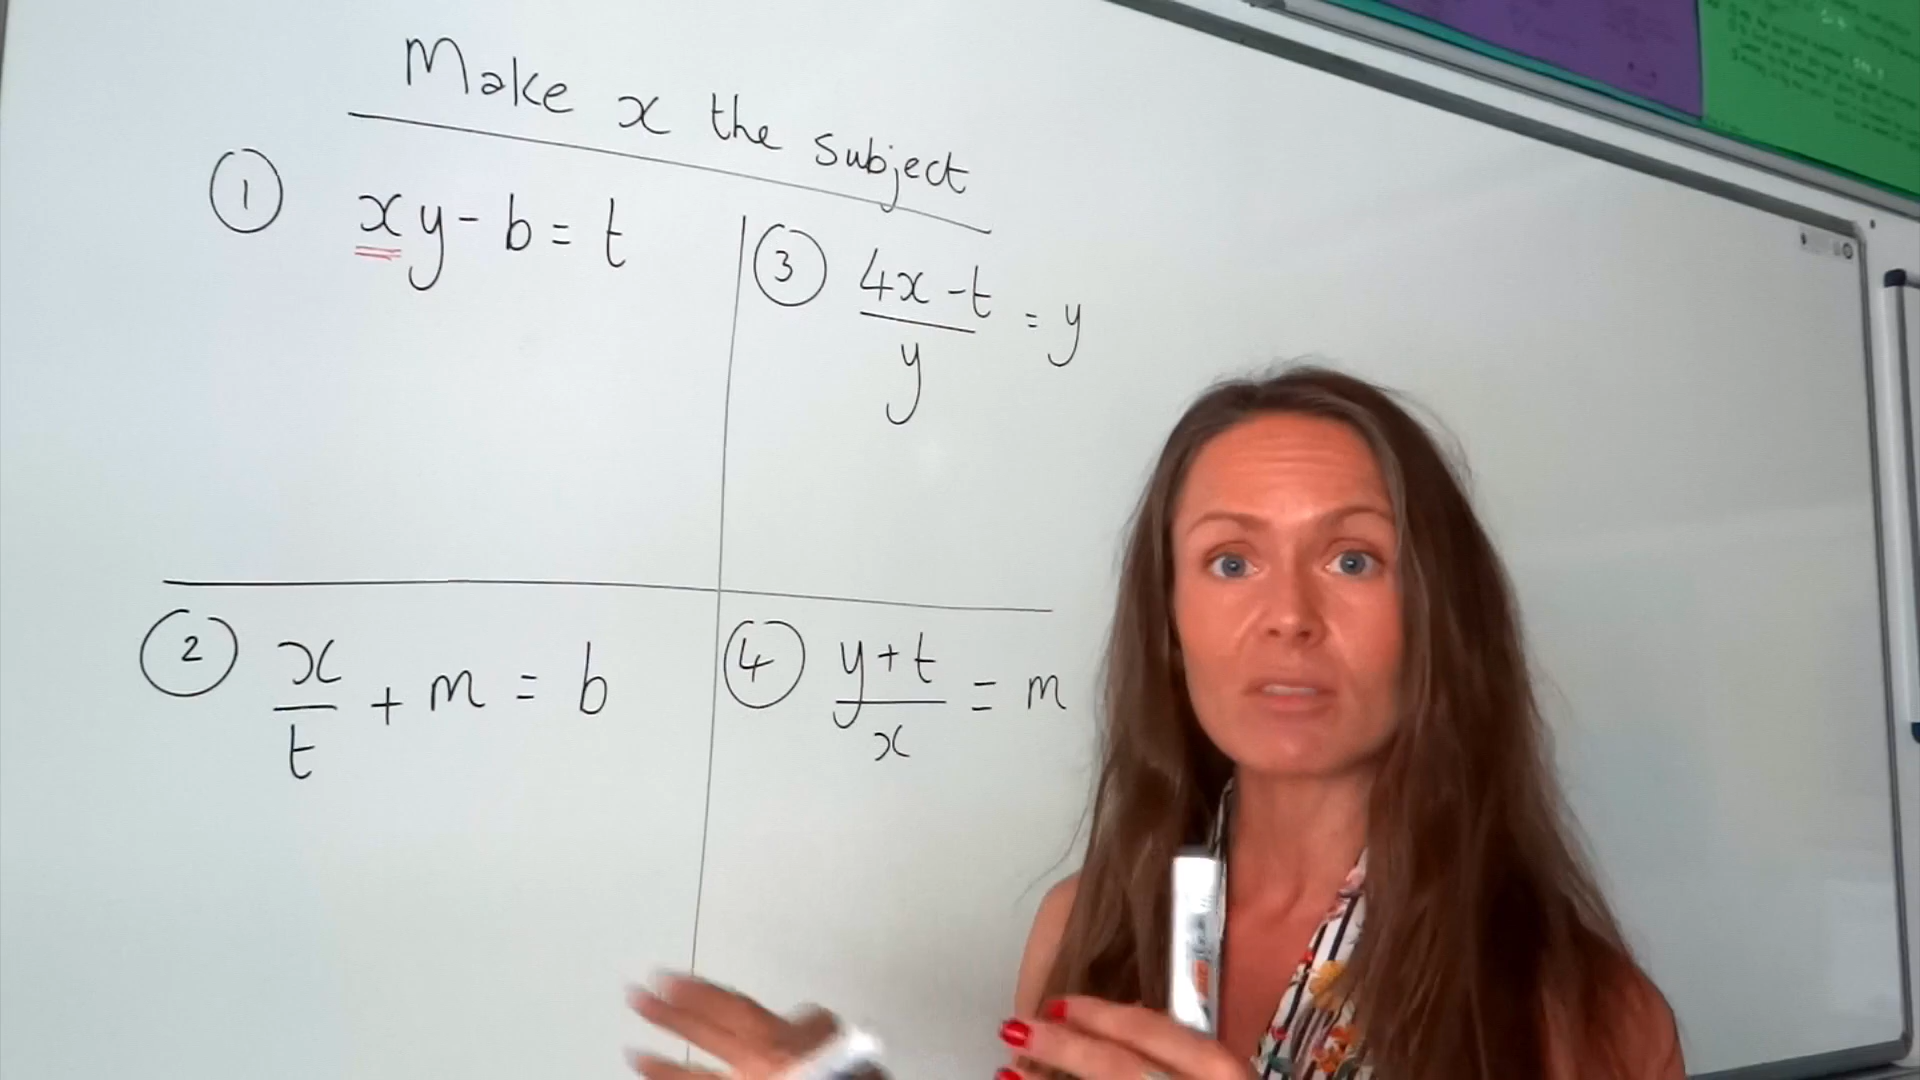 Make x the subject
① xy - b = t
③ (4x - t)/y = y
② x/t + m = b
④ (y + t)/x = m